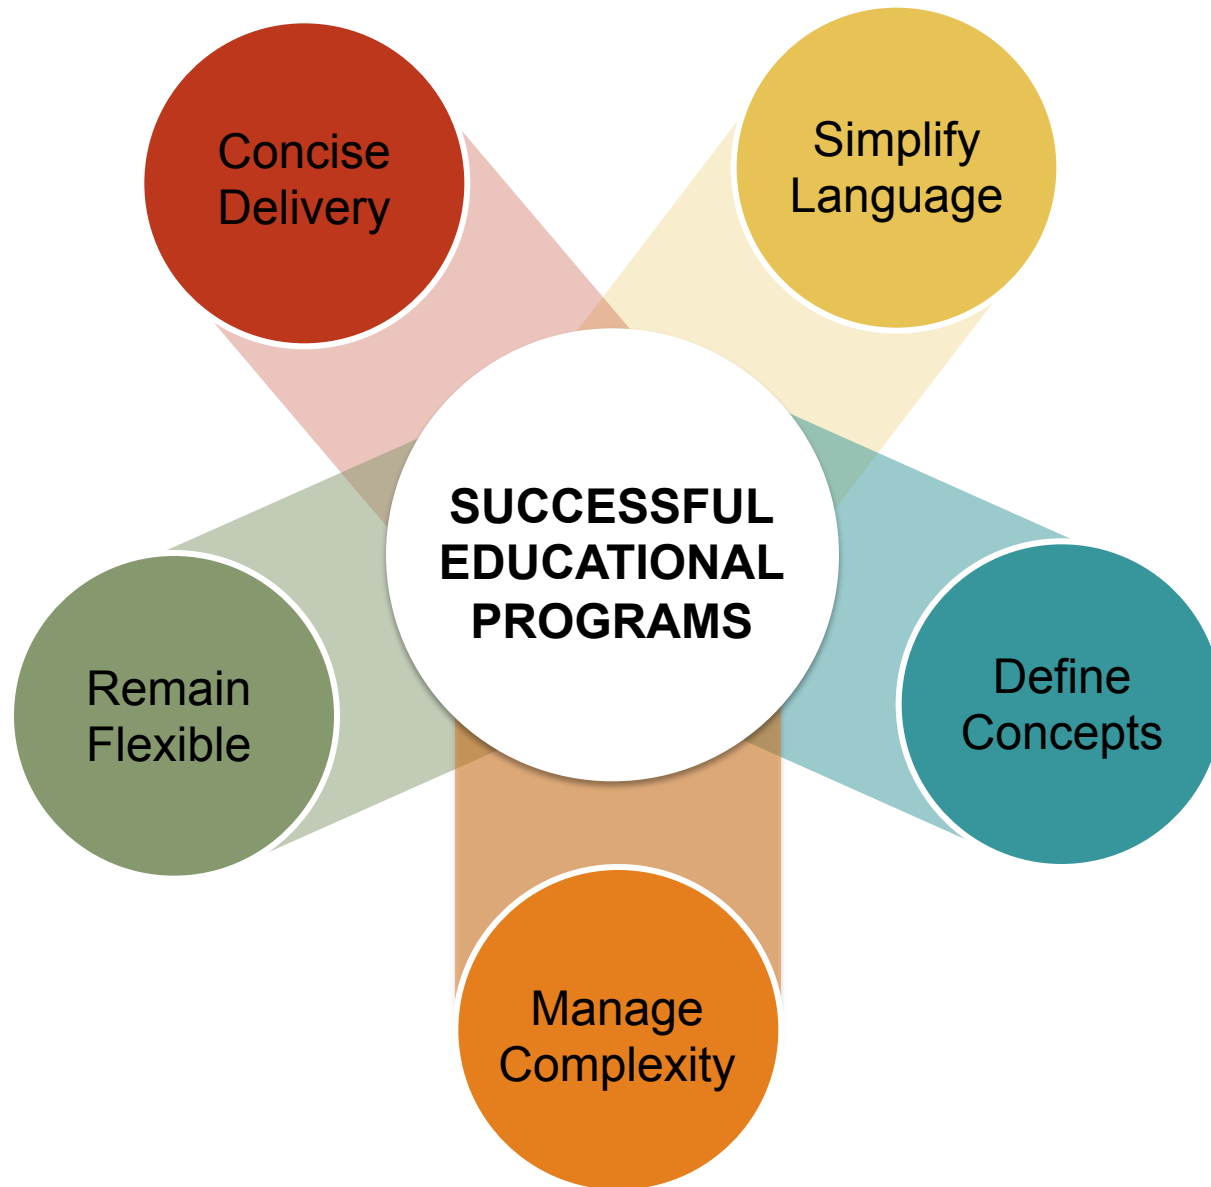 Concise
Delivery
Simplify
Language
SUCCESSFUL
EDUCATIONAL
PROGRAMS
Remain
Flexible
Define
Concepts
Manage
Complexity